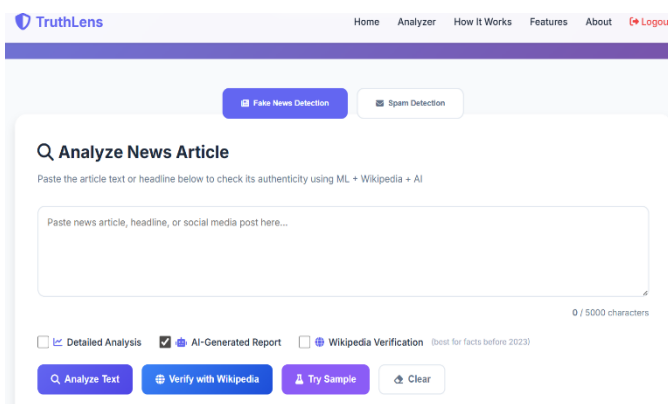 TruthLens Home Analyzer How It Works Features About Logou
Fake News Detection Spam Detection
Analyze News Article
Paste the article text or headline below to check its authenticity using ML + Wikipedia + AI
Paste news article, headline, or social media post here...
0 / 5000 characters
Detailed Analysis AI-Generated Report Wikipedia Verification (best for facts before 2023)
Analyze Text Verify with Wikipedia Try Sample Clear